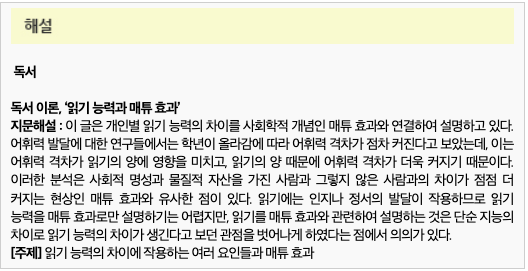 해설
독서
독서 이론, ‘읽기 능력과 매튜 효과’
지문해설 : 이 글은 개인별 읽기 능력의 차이를 사회학적 개념인 매튜 효과와 연결하여 설명하고 있다.
어휘력 발달에 대한 연구들에서는 학년이 올라감에 따라 어휘력 격차가 점차 커진다고 보았는데, 이는
어휘력 격차가 읽기의 양에 영향을 미치고, 읽기의 양 때문에 어휘력 격차가 더욱 커지기 때문이다.
이러한 분석은 사회적 명성과 물질적 자산을 가진 사람과 그렇지 않은 사람과의 차이가 점점 더
커지는 현상인 매튜 효과와 유사한 점이 있다. 읽기에는 인지나 정서의 발달이 작용하므로 읽기
능력을 매튜 효과로만 설명하기는 어렵지만, 읽기를 매튜 효과와 관련하여 설명하는 것은 단순 지능의
차이로 읽기 능력의 차이가 생긴다고 보던 관점을 벗어나게 하였다는 점에서 의의가 있다.
[주제] 읽기 능력의 차이에 작용하는 여러 요인들과 매튜 효과